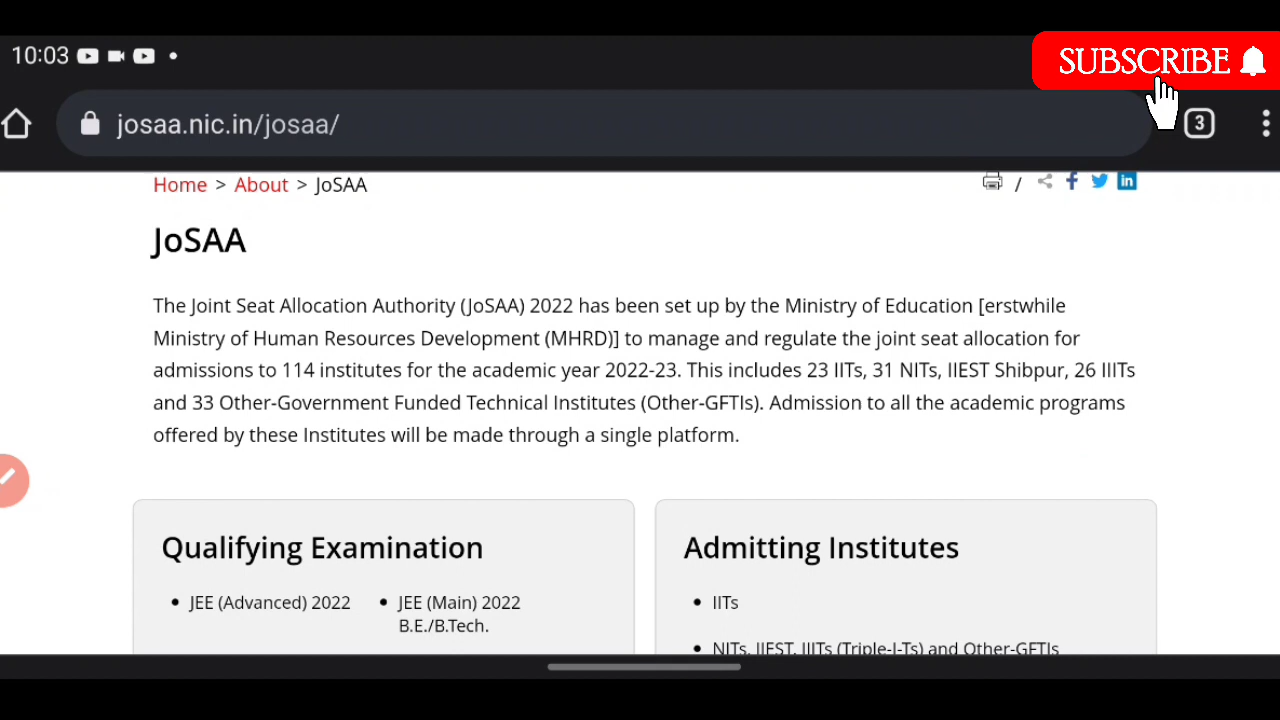 10:03
SUBSCRIBE
josaa.nic.in/josaa/
3
Home > About > JoSAA
/
JoSAA
The Joint Seat Allocation Authority (JoSAA) 2022 has been set up by the Ministry of Education [erstwhile
Ministry of Human Resources Development (MHRD)] to manage and regulate the joint seat allocation for
admissions to 114 institutes for the academic year 2022-23. This includes 23 IITs, 31 NITs, IIEST Shibpur, 26 IIITs
and 33 Other-Government Funded Technical Institutes (Other-GFTIs). Admission to all the academic programs
offered by these Institutes will be made through a single platform.
Qualifying Examination
• JEE (Advanced) 2022
• JEE (Main) 2022
B.E./B.Tech.
Admitting Institutes
• IITs
• NITs, IIEST, IIITs (Triple-I-Ts) and Other-GFTIs